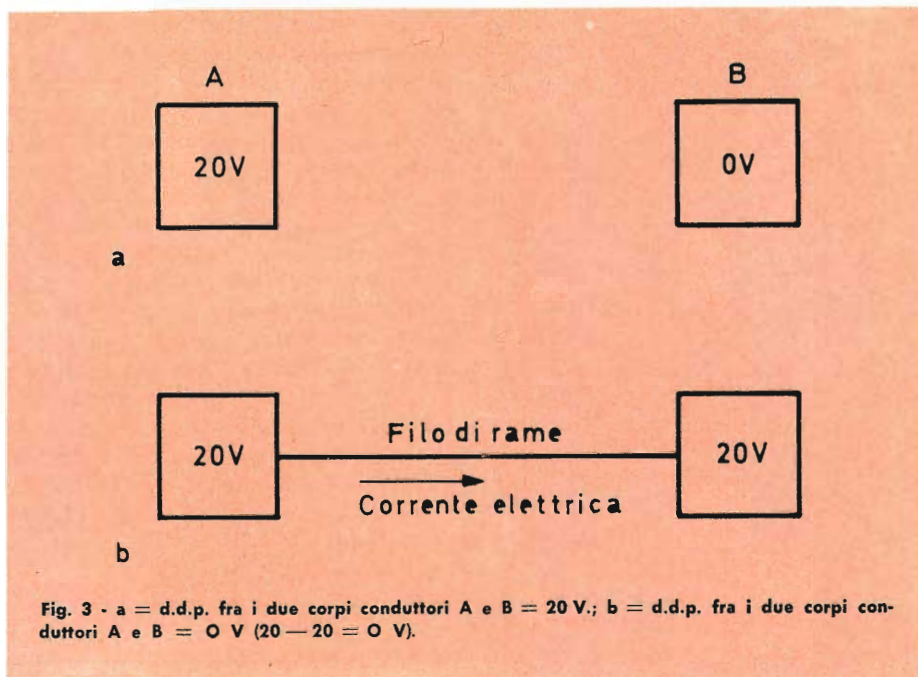 A
B
20V
0V
a
20V
Filo di rame
20V
Corrente elettrica
b
Fig. 3 - a = d.d.p. fra i due corpi conduttori A e B = 20 V.; b = d.d.p. fra i due corpi con-
duttori A e B = O V (20 — 20 = O V).